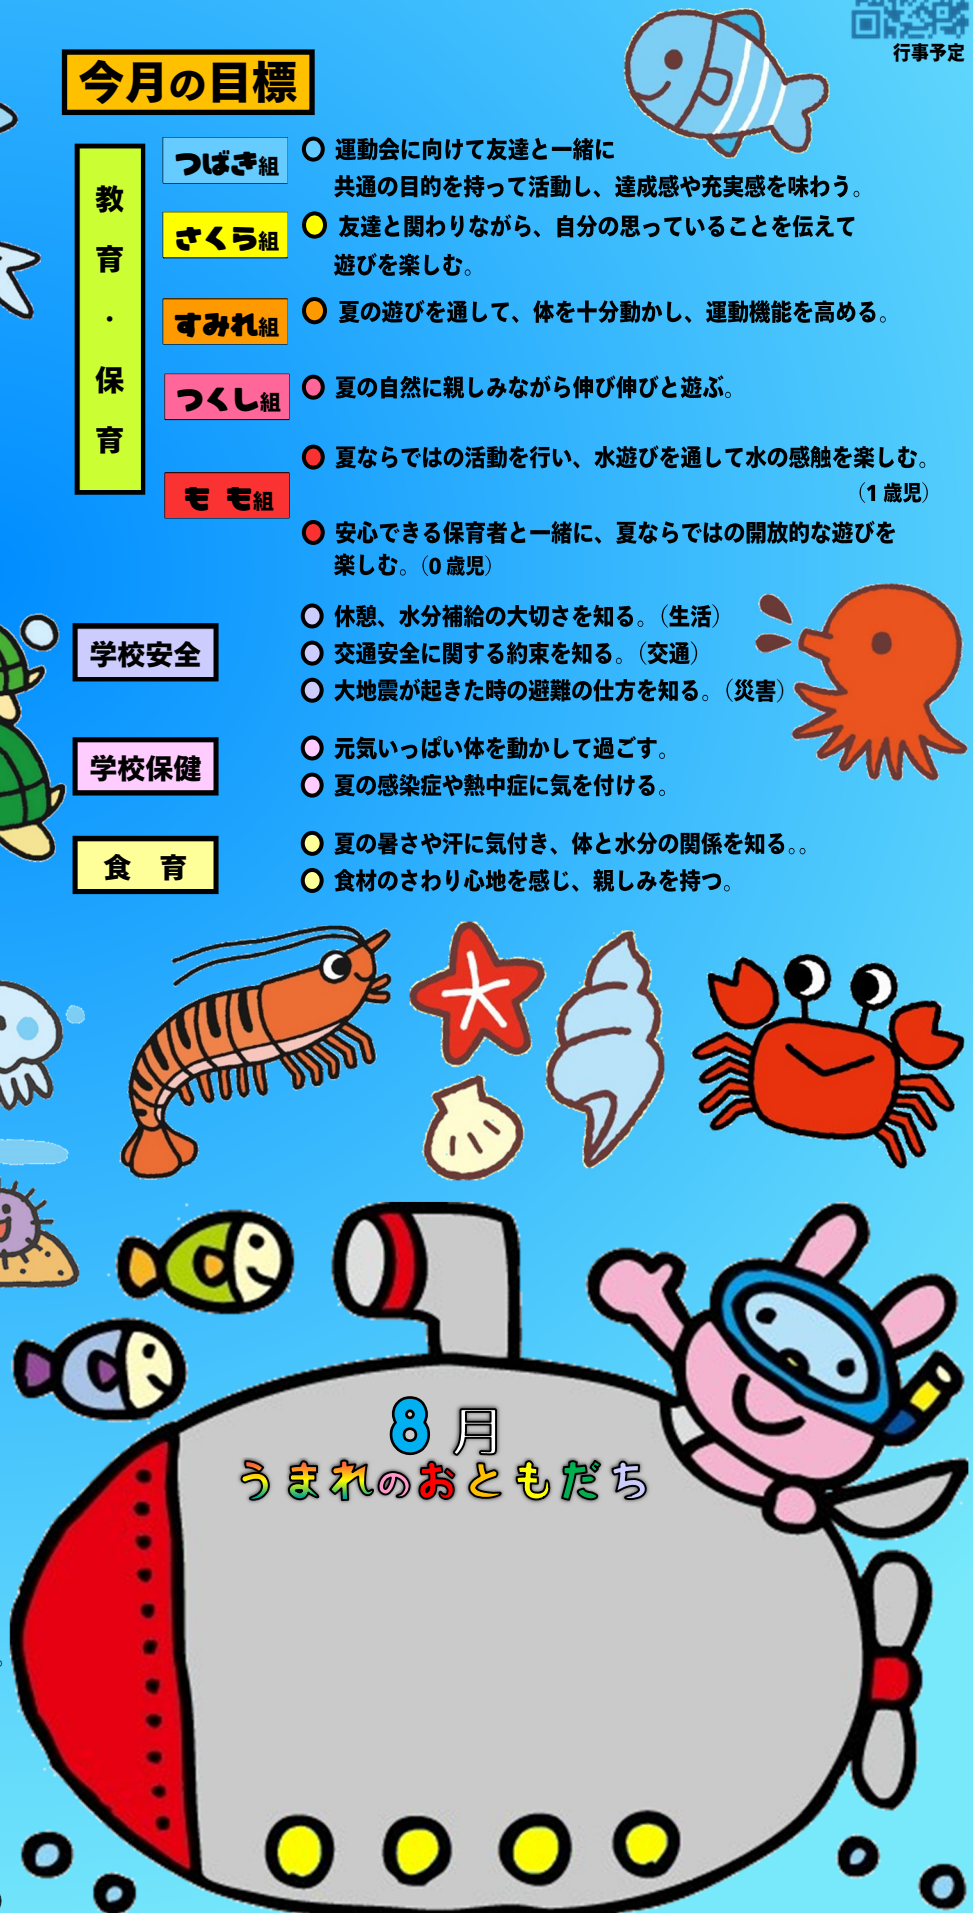 行事予定
今月の目標
教育・保育
つばき組
○ 運動会に向けて友達と一緒に
共通の目的を持って活動し、達成感や充実感を味わう。
さくら組
○ 友達と関わりながら、自分の思っていることを伝えて
遊びを楽しむ。
すみれ組
○ 夏の遊びを通して、体を十分動かし、運動機能を高める。
つくし組
○ 夏の自然に親しみながら伸び伸びと遊ぶ。
もも組
○ 夏ならではの活動を行い、水遊びを通して水の感触を楽しむ。
（1歳児）
○ 安心できる保育者と一緒に、夏ならではの開放的な遊びを
楽しむ。（0歳児）
学校安全
○ 休憩、水分補給の大切さを知る。（生活）
○ 交通安全に関する約束を知る。（交通）
○ 大地震が起きた時の避難の仕方を知る。（災害）
学校保健
○ 元気いっぱい体を動かして過ごす。
○ 夏の感染症や熱中症に気を付ける。
食 育
○ 夏の暑さや汗に気付き、体と水分の関係を知る。。
○ 食材のさわり心地を感じ、親しみを持つ。
8月
うまれのおともだち